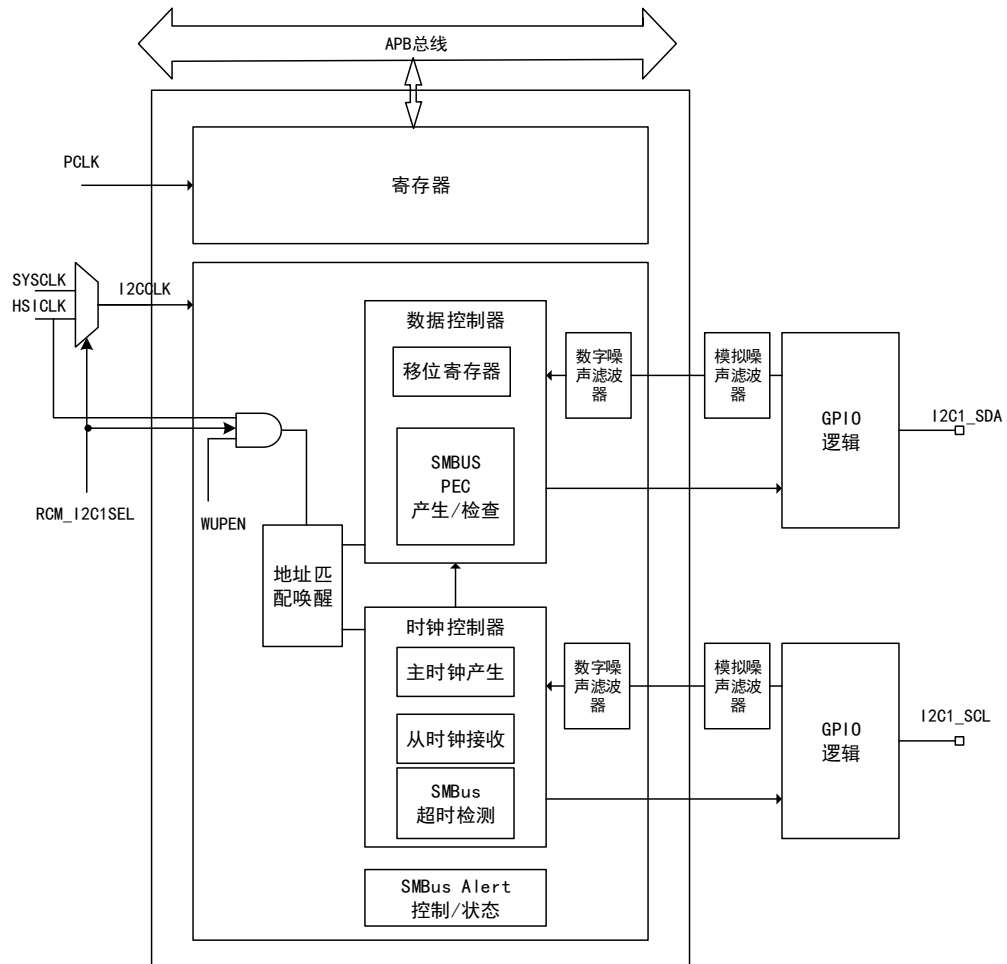 APB总线
PCLK
寄存器
SYSCLK
HSICLK
I2CCLK
RCM_I2C1SEL
WUPEN
地址匹
配唤醒
数据控制器
移位寄存器
SMBUS
PEC
产生/检查
数字噪
声滤波
器
模拟噪
声滤波
器
GPIO
逻辑
I2C1_SDA
时钟控制器
主时钟产生
从时钟接收
SMBus
超时检测
数字噪
声滤波
器
模拟噪
声滤波
器
GPIO
逻辑
I2C1_SCL
SMBus Alert
控制/状态